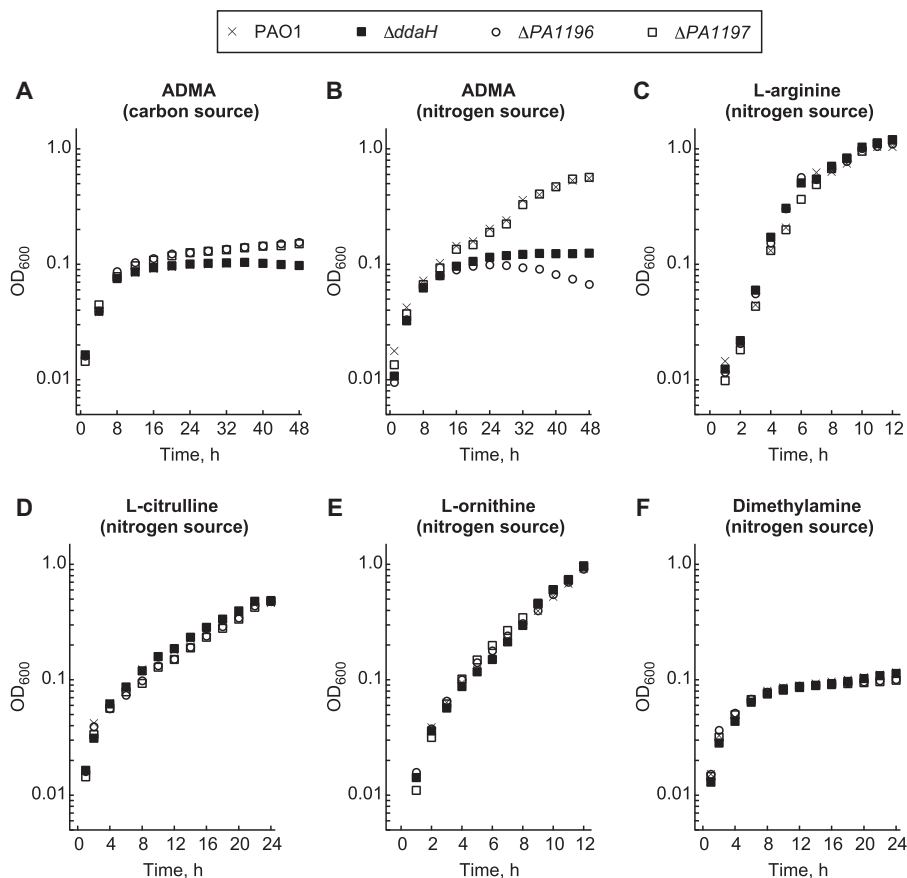 PAO1 ΔddaH ΔPA1196 ΔPA1197
A ADMA
(carbon source)
OD600
1.0
0.1
0.01
0 8 16 24 32 40 48
Time, h
B ADMA
(nitrogen source)
OD600
1.0
0.1
0.01
0 8 16 24 32 40 48
Time, h
C L-arginine
(nitrogen source)
OD600
1.0
0.1
0.01
0 2 4 6 8 10 12
Time, h
D L-citrulline
(nitrogen source)
OD600
1.0
0.1
0.01
0 4 8 12 16 20 24
Time, h
E L-ornithine
(nitrogen source)
OD600
1.0
0.1
0.01
0 2 4 6 8 10 12
Time, h
F Dimethylamine
(nitrogen source)
OD600
1.0
0.1
0.01
0 4 8 12 16 20 24
Time, h